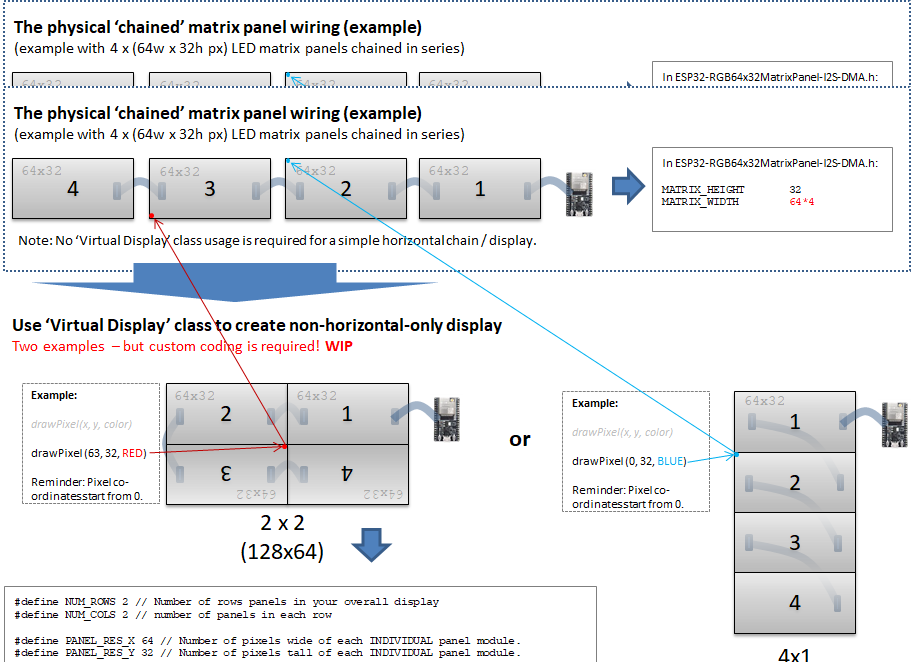 The physical ‘chained’ matrix panel wiring (example)
(example with 4 x (64w x 32h px) LED matrix panels chained in series)
64x32
64x32
64x32
64x32
In ESP32-RGB64x32MatrixPanel-I2S-DMA.h:
The physical ‘chained’ matrix panel wiring (example)
(example with 4 x (64w x 32h px) LED matrix panels chained in series)
64x32
4
64x32
3
64x32
2
64x32
1
In ESP32-RGB64x32MatrixPanel-I2S-DMA.h:
MATRIX_HEIGHT 32
MATRIX_WIDTH 64*4
Note: No ‘Virtual Display’ class usage is required for a simple horizontal chain / display.
Use ‘Virtual Display’ class to create non-horizontal-only display
Two examples – but custom coding is required! WIP
Example:
drawPixel(x, y, color)
drawPixel (63, 32, RED)
Reminder: Pixel co-
ordinatesstart from 0.
64x32
2
64x32
1
3
64x32
4
64x32
2 x 2
(128x64)
or
Example:
drawPixel(x, y, color)
drawPixel (0, 32, BLUE)
Reminder: Pixel co-
ordinatesstart from 0.
64x32
1
2
3
4
4x1
#define NUM_ROWS 2 // Number of rows panels in your overall display
#define NUM_COLS 2 // number of panels in each row
#define PANEL_RES_X 64 // Number of pixels wide of each INDIVIDUAL panel module.
#define PANEL_RES_Y 32 // Number of pixels tall of each INDIVIDUAL panel module.